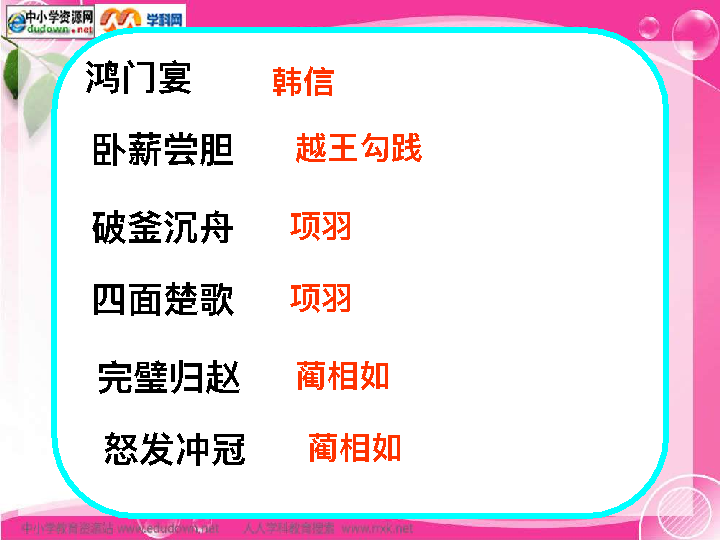 中小学资源网 学科网
edudown.net
鸿门宴 韩信
卧薪尝胆 越王勾践
破釜沉舟 项羽
四面楚歌 项羽
完璧归赵 蔺相如
怒发冲冠 蔺相如
中小学教育资源站 www.edudown.net 人人学科教育搜索 www.rrxk.net